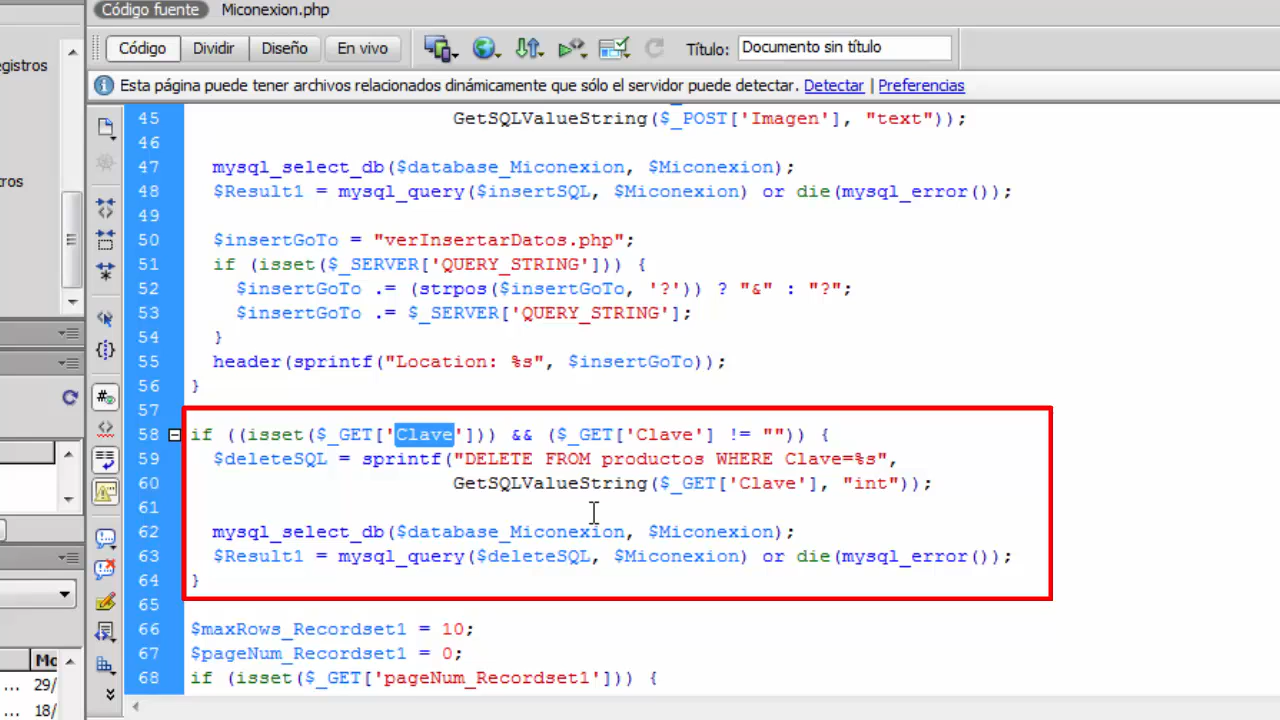 Código fuente Miconexion.php
Código Dividir Diseño En vivo Título: Documento sin título
Esta página puede tener archivos relacionados dinámicamente que sólo el servidor puede detectar. Detectar | Preferencias
egistros
tros
Mo
... 29/
... 18/
45 GetSQLValueString($_POST['Imagen'], "text"));
46
47 mysql_select_db($database_Miconexion, $Miconexion);
48 $Result1 = mysql_query($insertSQL, $Miconexion) or die(mysql_error());
49
50 $insertGoTo = "verInsertarDatos.php";
51 if (isset($_SERVER['QUERY_STRING'])) {
52 $insertGoTo .= (strpos($insertGoTo, '?')) ? "&" : "?";
53 $insertGoTo .= $_SERVER['QUERY_STRING'];
54 }
55 header(sprintf("Location: %s", $insertGoTo));
56 }
57
58 if ((isset($_GET['Clave'])) && ($_GET['Clave'] != "")) {
59 $deleteSQL = sprintf("DELETE FROM productos WHERE Clave=%s",
60 GetSQLValueString($_GET['Clave'], "int"));
61
62 mysql_select_db($database_Miconexion, $Miconexion);
63 $Result1 = mysql_query($deleteSQL, $Miconexion) or die(mysql_error());
64 }
65
66 $maxRows_Recordset1 = 10;
67 $pageNum_Recordset1 = 0;
68 if (isset($_GET['pageNum_Recordset1'])) {